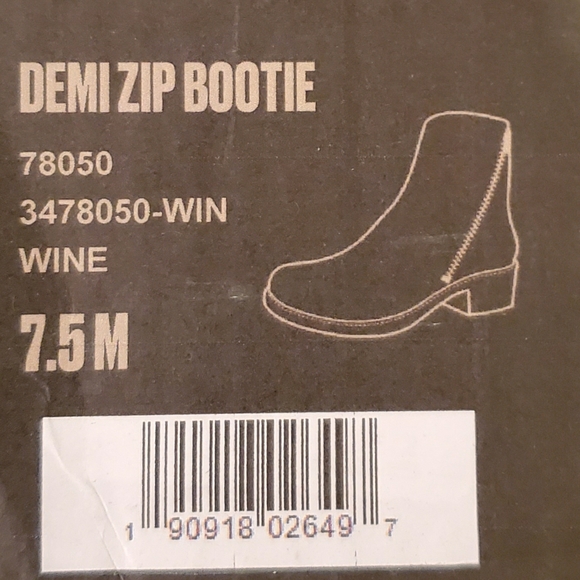 DEMI ZIP BOOTIE
78050
3478050-WIN
WINE
7.5 M
1 90918 02649 7